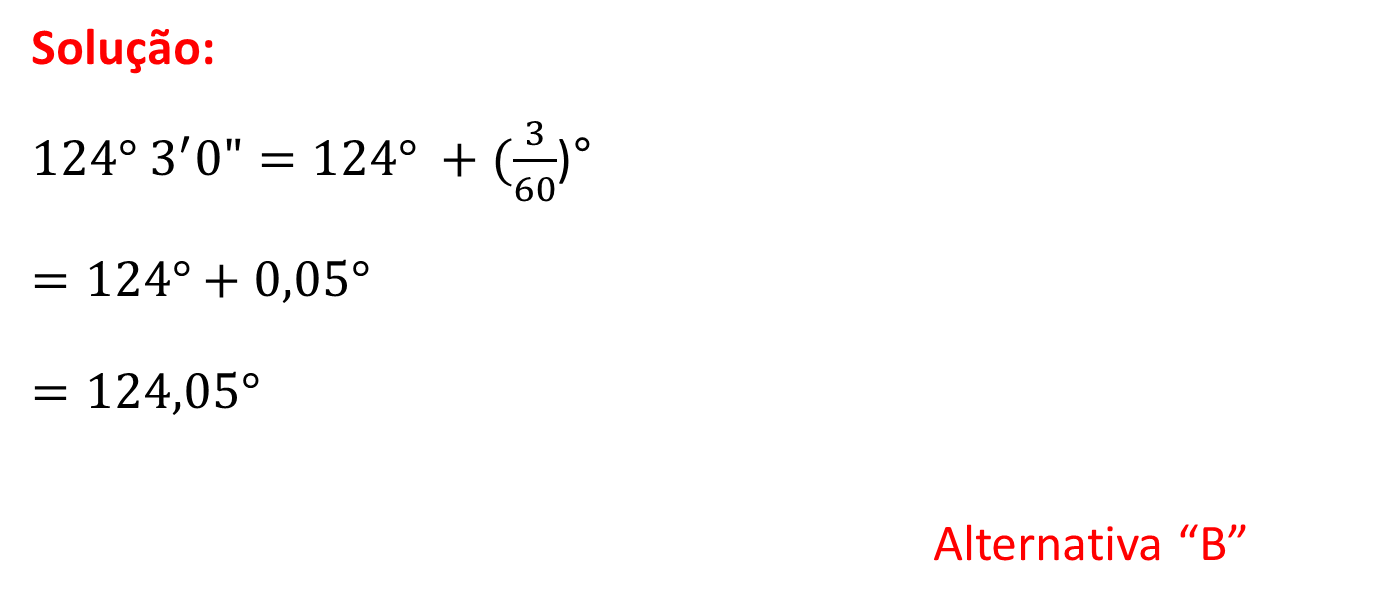 Solução:
124° 3′0" = 124° + (3/60)°
= 124° + 0,05°
= 124,05°
Alternativa “B”